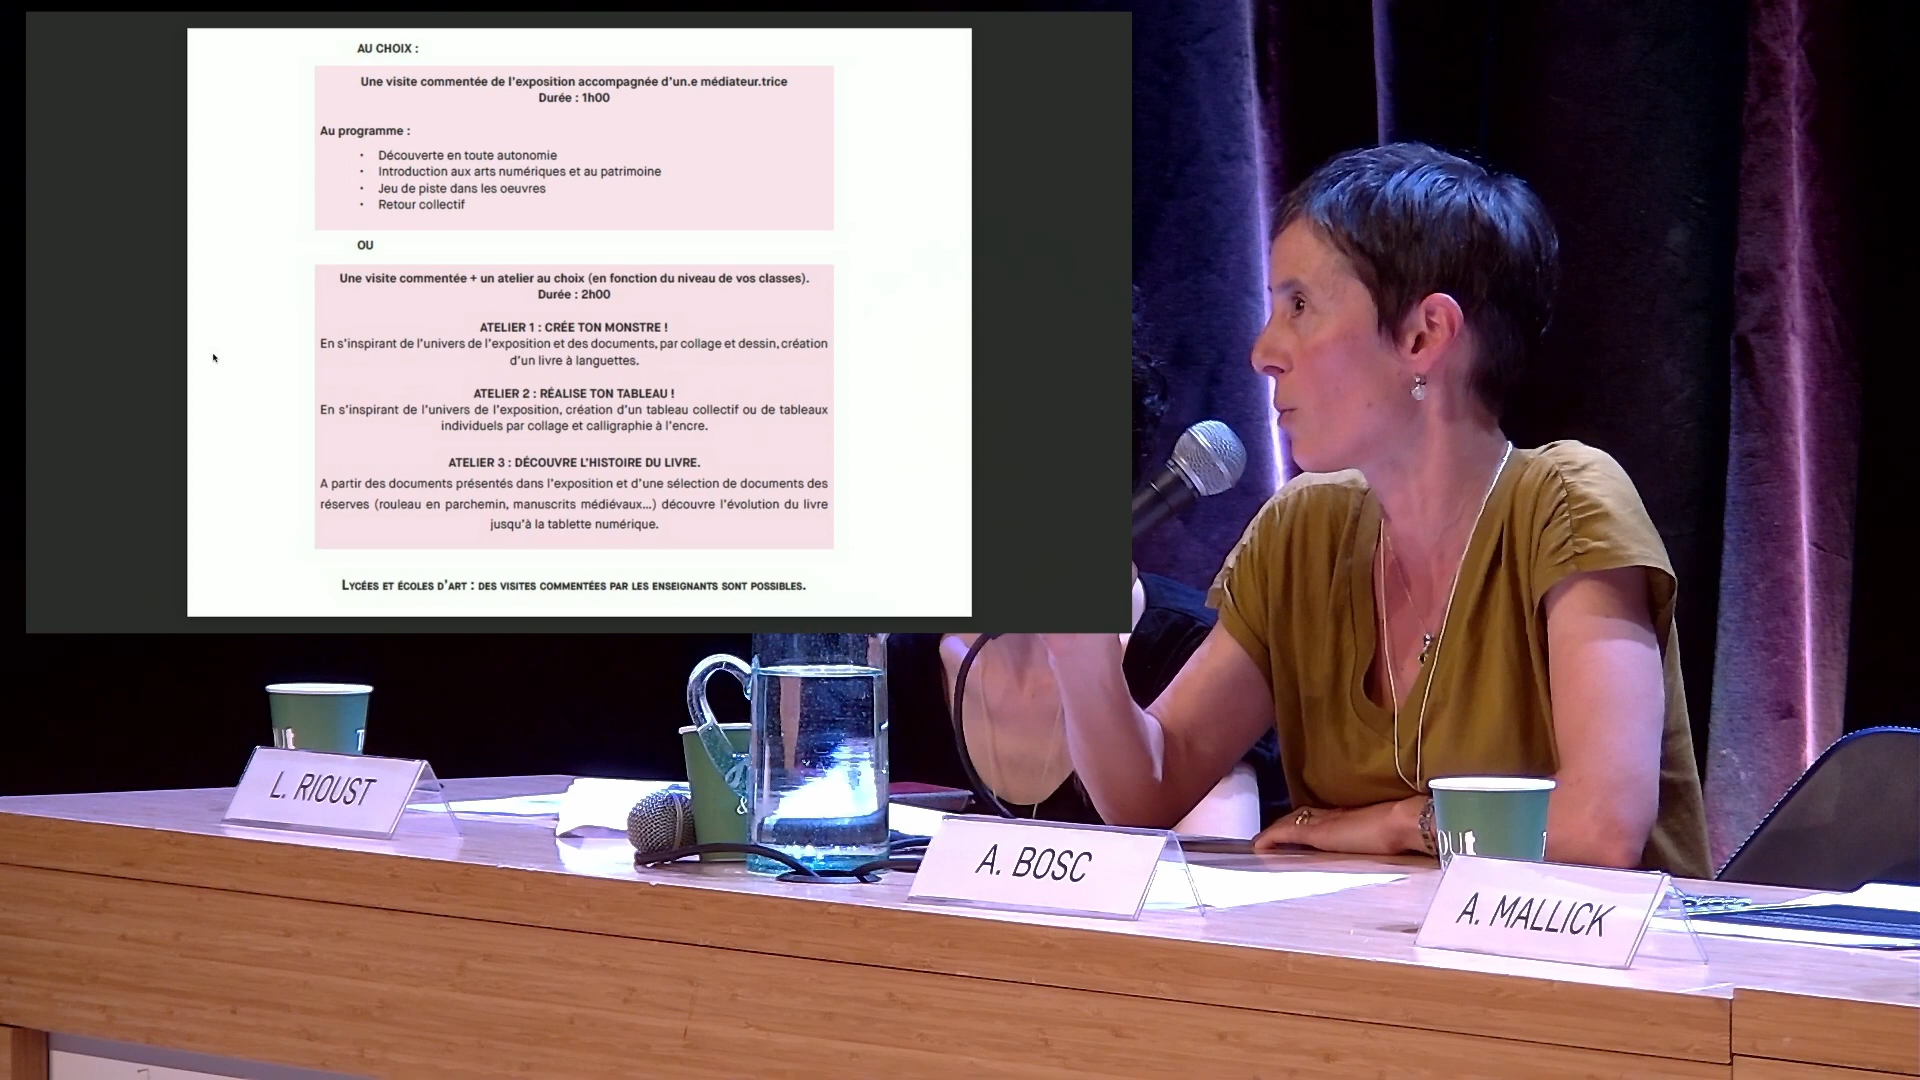 AU CHOIX :
Une visite commentée de l'exposition accompagnée d'un.e médiateur.trice
Durée : 1h00
Au programme :
• Découverte en toute autonomie
• Introduction aux arts numériques et au patrimoine
• Jeu de piste dans les oeuvres
• Retour collectif
OU
Une visite commentée + un atelier au choix (en fonction du niveau de vos classes).
Durée : 2h00
ATELIER 1 : CRÉE TON MONSTRE !
En s'inspirant de l'univers de l'exposition et des documents, par collage et dessin, création
d'un livre à languettes.
ATELIER 2 : RÉALISE TON TABLEAU !
En s'inspirant de l'univers de l'exposition, création d'un tableau collectif ou de tableaux
individuels par collage et calligraphie à l'encre.
ATELIER 3 : DÉCOUVRE L'HISTOIRE DU LIVRE.
A partir des documents présentés dans l'exposition et d'une sélection de documents des
réserves (rouleau en parchemin, manuscrits médiévaux...) découvre l'évolution du livre
jusqu'à la tablette numérique.
LYCÉES ET ÉCOLES D'ART : DES VISITES COMMENTÉES PAR LES ENSEIGNANTS SONT POSSIBLES.
L. RIOUST
A. BOSC
A. MALLICK